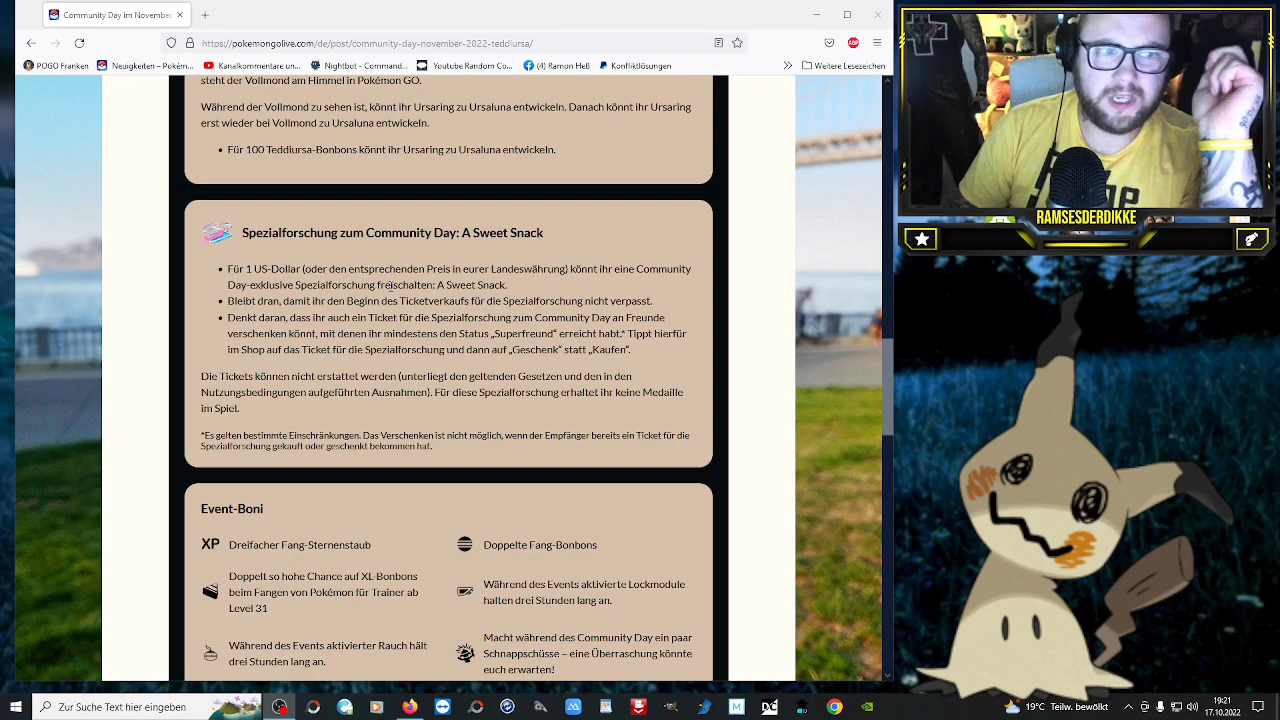 Community Day im November
https://pokemongolive.com/de/post/community-day-november-2022-teddiursa/
POGO Franken
Neuigkeiten – Pokém...
Kanalkommentare un...
Nightbot - Command...
Cute Random Co...
(4) Ramon Heß
Konfliktlösungen
Weitere Lesezeichen
steht der Vollmond am Himmel in Pokémon GO.
Während der Vollmond zu sehen ist, könnt ihr Ursaring zu Ursaluna entwickeln. Danach könnt ihr Ursaring
erst wieder bei Vollmond zu Ursaluna entwickeln.
• Für 100 Teddiursa-Bonbons könnt ihr Ursaring zu Ursaluna entwickeln.
Spezialforschung zum Community Day: A Sweet Snack
• Für 1 US-Dollar (oder den entsprechenden Preis in eurer Landeswährung) könnt ihr eine Community
Day-exklusive Spezialforschung freischalten: A Sweet Snack.
• Bleibt dran, damit ihr den Beginn des Ticketverkaufs für die Spezialforschung nicht verpasst.
• Denkt daran, dass ihr auch ein Ticket für die Spezialforschung zum Community Day an Freunde
verschenken könnt, mit denen ihr mindestens den Status „Superfreund“ erreicht habt.* Tippt hierfür
im Shop auf das Ticket für die Spezialforschung und dann auf „Geschenk“ statt „Kaufen“.
Die Tickets können nicht erstattet werden (unterliegt den geltenden Gesetzen und den in den
Nutzungsbedingungen aufgeführten Ausnahmen). Für diese Spezialforschung erhaltet ihr keine Medaille
im Spiel.
*Es gelten bestimmte Einschränkungen. Das Verschenken ist nicht möglich, wenn der Empfänger bereits ein Ticket für die
Spezialforschung gekauft oder geschenkt bekommen hat.
Event-Boni
XP Dreifacher Fang-Sternenstaub
Doppelte Fang-Bonbons
Doppelt so hohe Chance auf XL-Bonbons
beim Fangen von Pokémon für Trainer ab
Level 31
Während des Events aktivierte Lockmodule
halten drei Stunden lang an.
Während des Events aktivierter Rauch hält
drei Stunden lang an.
Macht während des Community Day ein paar
Schnappschüsse – eine Überraschung könnte
euch erwarten!
RAMSESDERDIKKE
Zur Suche Text hier eingeben
19°C Teilw. bewölkt
19:21
17.10.2022